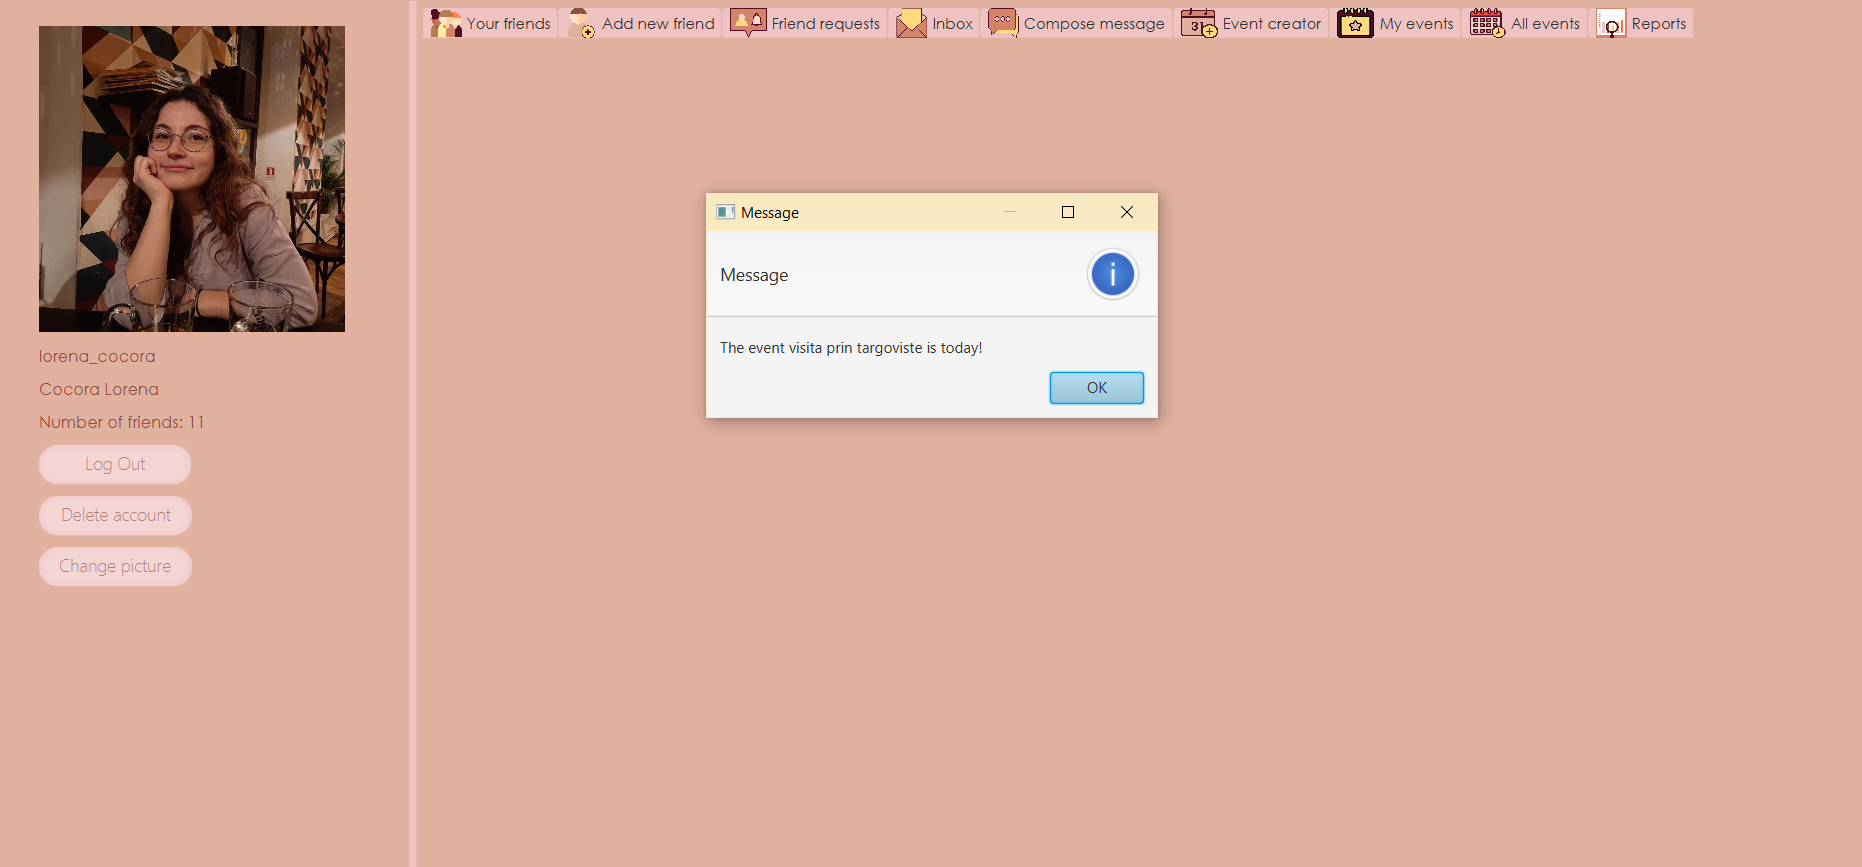 Your friends
Add new friend
Friend requests
Inbox
Compose message
31
Event creator
My events
All events
Reports
lorena_cocora
Cocora Lorena
Number of friends: 11
Log Out
Delete account
Change picture
Message
Message
i
The event visita prin targoviste is today!
OK